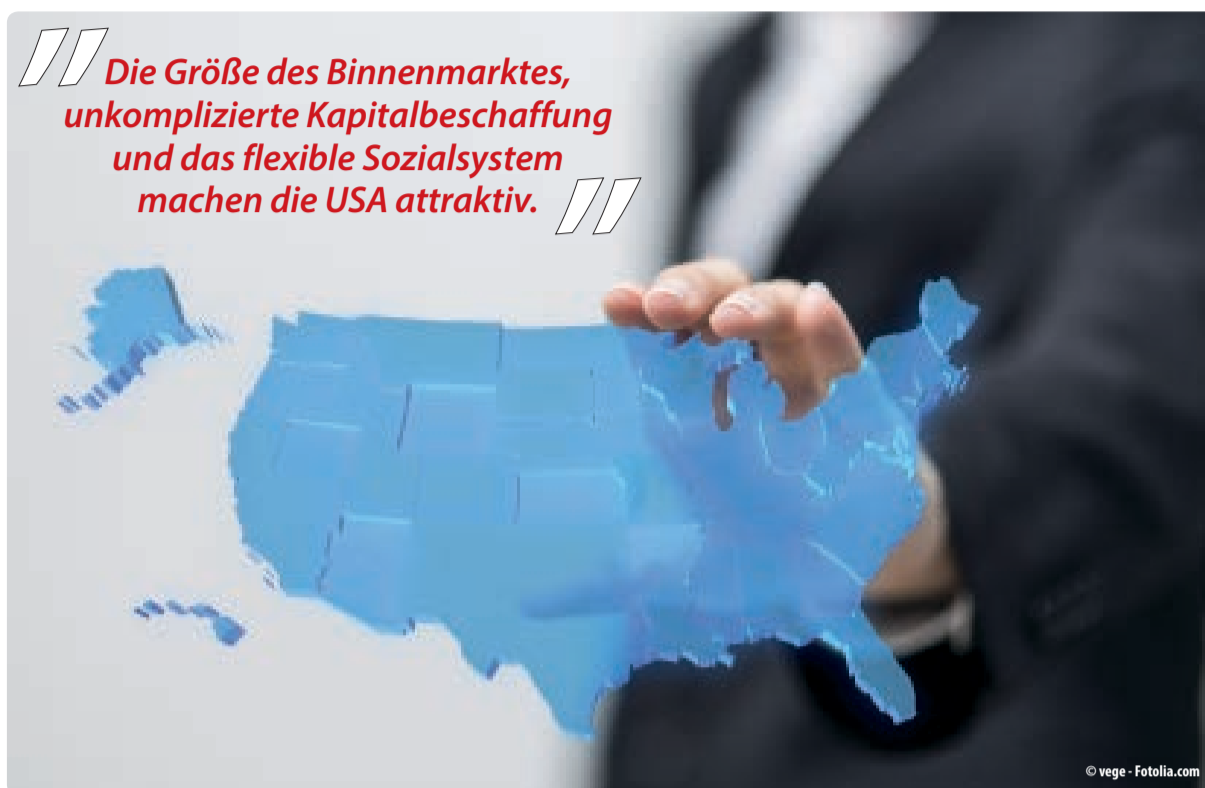 Die Größe des Binnenmarktes,
unkomplizierte Kapitalbeschaffung
und das flexible Sozialsystem
machen die USA attraktiv.
© vege - Fotolia.com